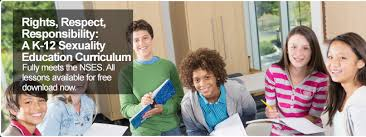 Rights, Respect,
Responsibility:
A K-12 Sexuality
Education Curriculum
Fully meets the NSES. All
lessons available for free
download now.